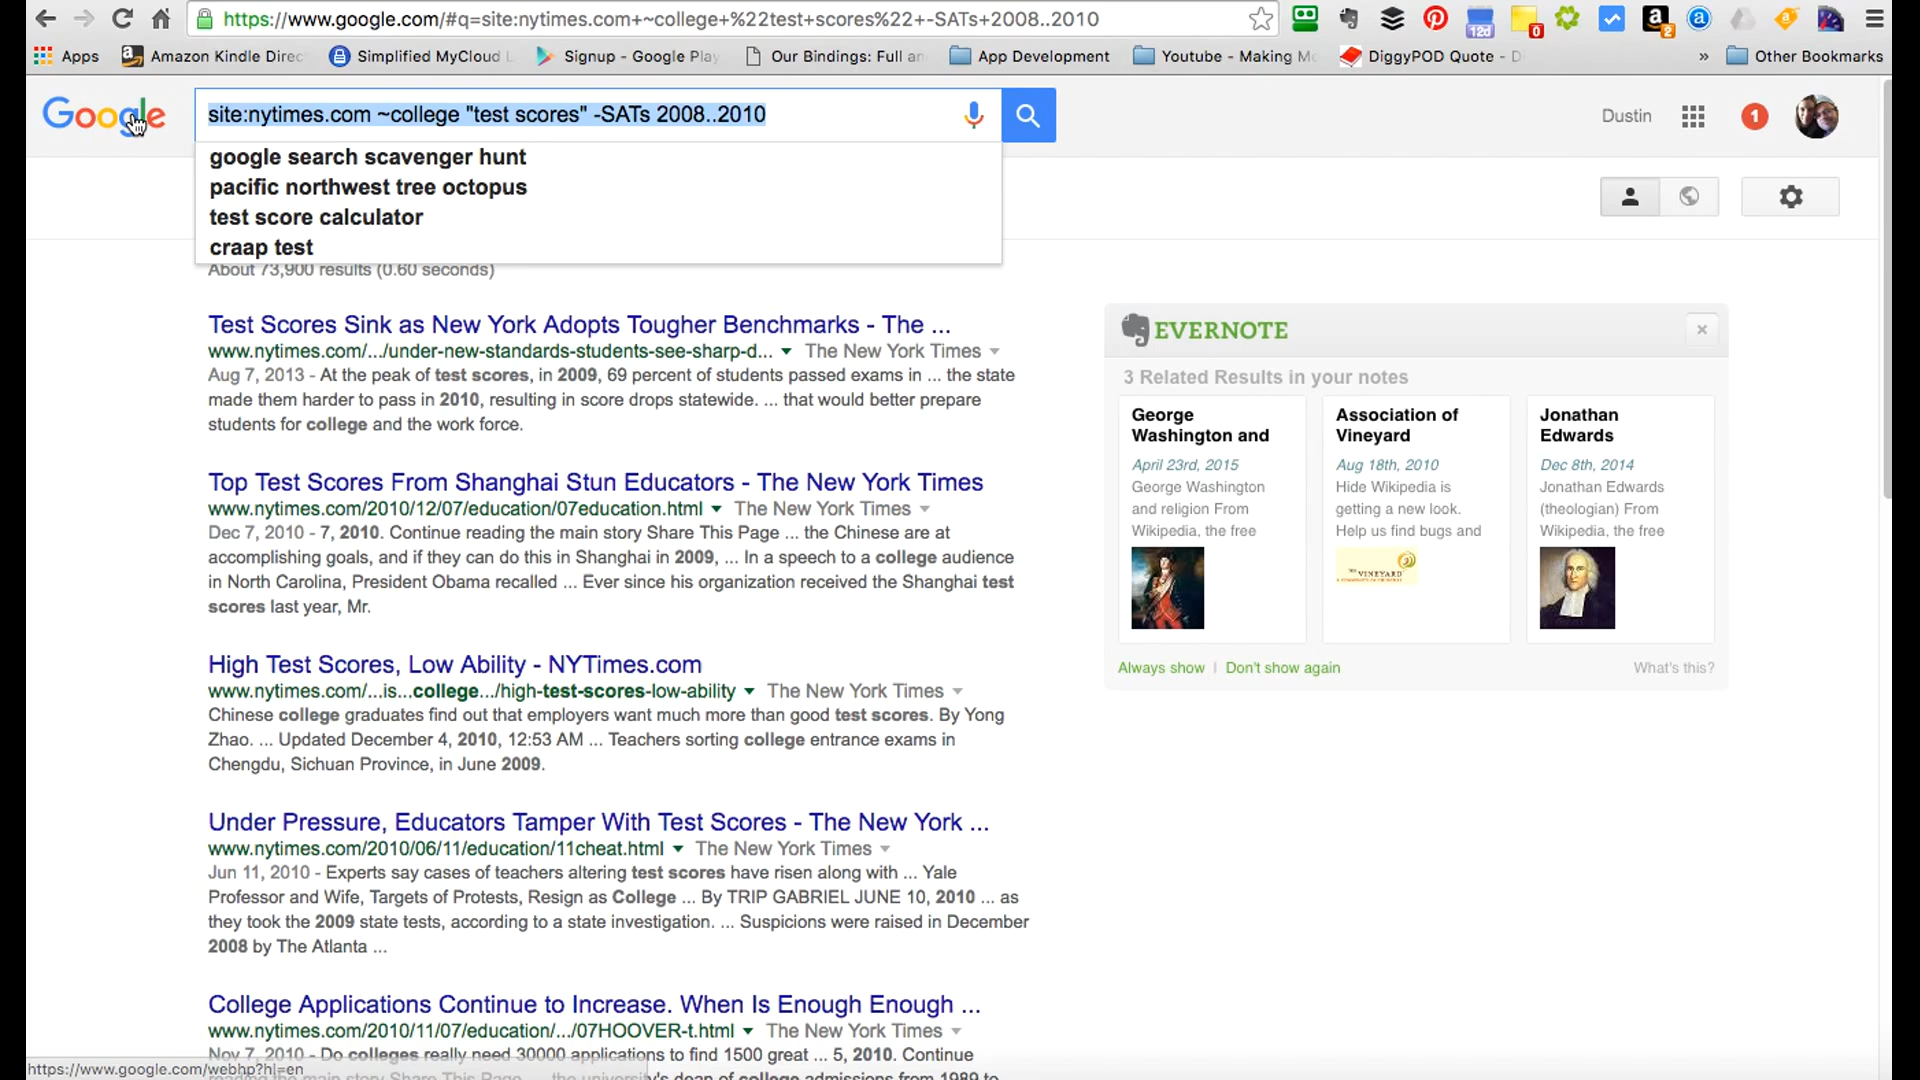 https://www.google.com/#q=site:nytimes.com+~college+%22test+scores%22+-SATs+2008..2010
12d
0
a
2
a
a
Apps
Amazon Kindle Direc
Simplified MyCloud
Signup - Google Play
Our Bindings: Full an
App Development
Youtube - Making M
DiggyPOD Quote - D
»
Other Bookmarks
Google
site:nytimes.com ~college "test scores" -SATs 2008..2010
Dustin
1
google search scavenger hunt
pacific northwest tree octopus
test score calculator
craap test
About 73,900 results (0.60 seconds)
Test Scores Sink as New York Adopts Tougher Benchmarks - The ...
www.nytimes.com/.../under-new-standards-students-see-sharp-d... The New York Times
Aug 7, 2013 - At the peak of test scores, in 2009, 69 percent of students passed exams in ... the state
made them harder to pass in 2010, resulting in score drops statewide. ... that would better prepare
students for college and the work force.
Top Test Scores From Shanghai Stun Educators - The New York Times
www.nytimes.com/2010/12/07/education/07education.html The New York Times
Dec 7, 2010 - 7, 2010. Continue reading the main story Share This Page ... the Chinese are at
accomplishing goals, and if they can do this in Shanghai in 2009, ... In a speech to a college audience
in North Carolina, President Obama recalled ... Ever since his organization received the Shanghai test
scores last year, Mr.
High Test Scores, Low Ability - NYTimes.com
www.nytimes.com/...is...college.../high-test-scores-low-ability The New York Times
Chinese college graduates find out that employers want much more than good test scores. By Yong
Zhao. ... Updated December 4, 2010, 12:53 AM ... Teachers sorting college entrance exams in
Chengdu, Sichuan Province, in June 2009.
Under Pressure, Educators Tamper With Test Scores - The New York ...
www.nytimes.com/2010/06/11/education/11cheat.html The New York Times
Jun 11, 2010 - Experts say cases of teachers altering test scores have risen along with ... Yale
Professor and Wife, Targets of Protests, Resign as College ... By TRIP GABRIEL JUNE 10, 2010 ... as
they took the 2009 state tests, according to a state investigation. ... Suspicions were raised in December
2008 by The Atlanta ...
College Applications Continue to Increase. When Is Enough Enough ...
www.nytimes.com/2010/11/07/education/.../07HOOVER-t.html The New York Times
Nov 7, 2010 - Do colleges really need 30000 applications to find 1500 great ... 5, 2010. Continue
reading the main story Share This Page ... the university's dean of college admissions from 1989 to
https://www.google.com/webhp?hl=en
EVERNOTE
×
3 Related Results in your notes
George
Washington and
April 23rd, 2015
George Washington
and religion From
Wikipedia, the free
Association of
Vineyard
Aug 18th, 2010
Hide Wikipedia is
getting a new look.
Help us find bugs and
VINEYARD
Jonathan
Edwards
Dec 8th, 2014
Jonathan Edwards
(theologian) From
Wikipedia, the free
Always show | Don't show again
What's this?